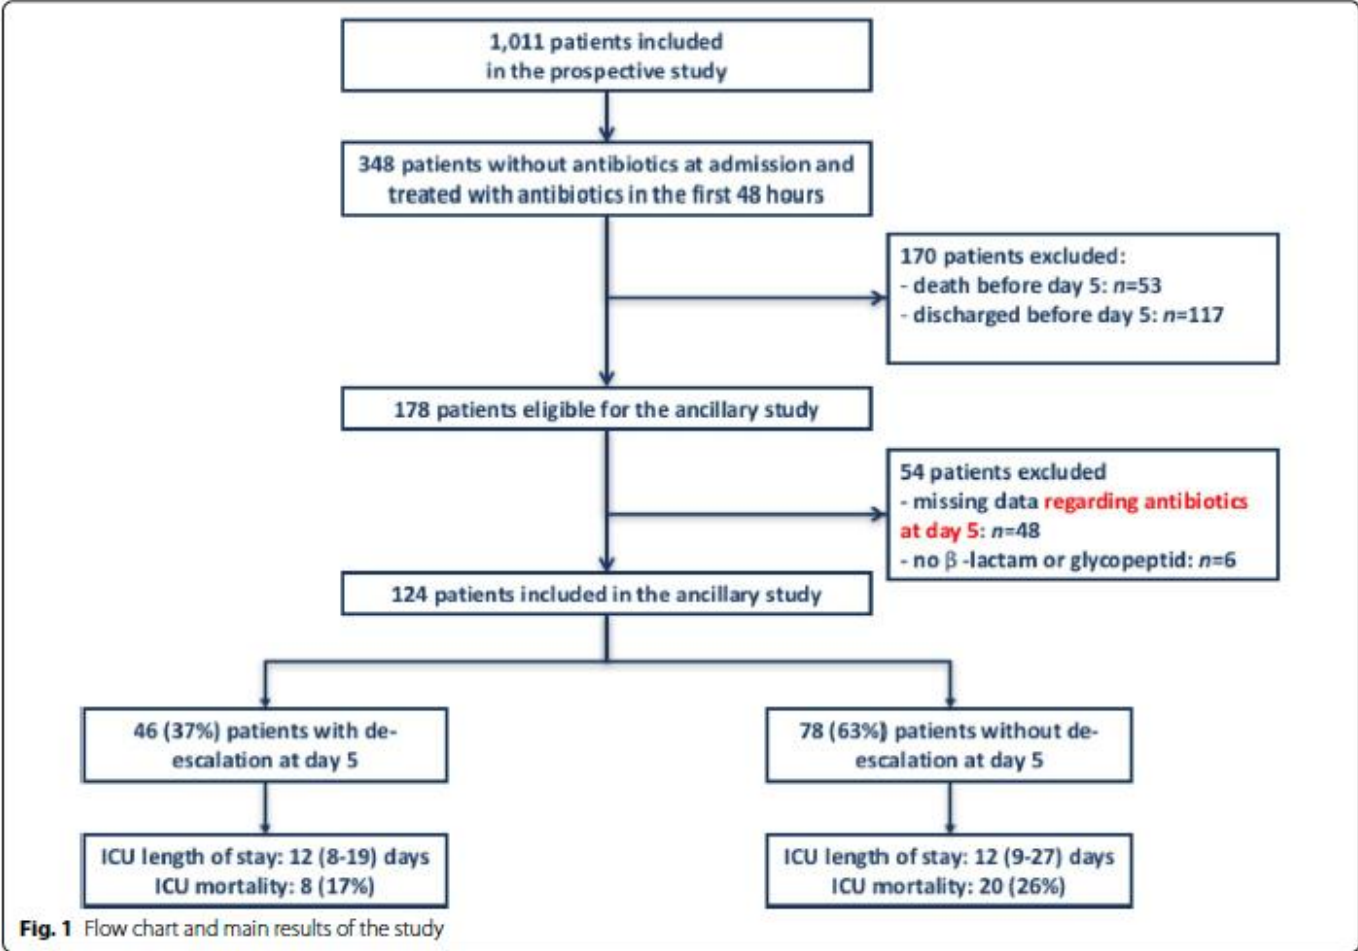 1,011 patients included
in the prospective study
348 patients without antibiotics at admission and
treated with antibiotics in the first 48 hours
170 patients excluded:
- death before day 5: n=53
- discharged before day 5: n=117
178 patients eligible for the ancillary study
54 patients excluded
- missing data regarding antibiotics
at day 5: n=48
- no β -lactam or glycopeptid: n=6
124 patients included in the ancillary study
46 (37%) patients with de-
escalation at day 5
78 (63%) patients without de-
escalation at day 5
ICU length of stay: 12 (8-19) days
ICU mortality: 8 (17%)
ICU length of stay: 12 (9-27) days
ICU mortality: 20 (26%)
Fig. 1 Flow chart and main results of the study